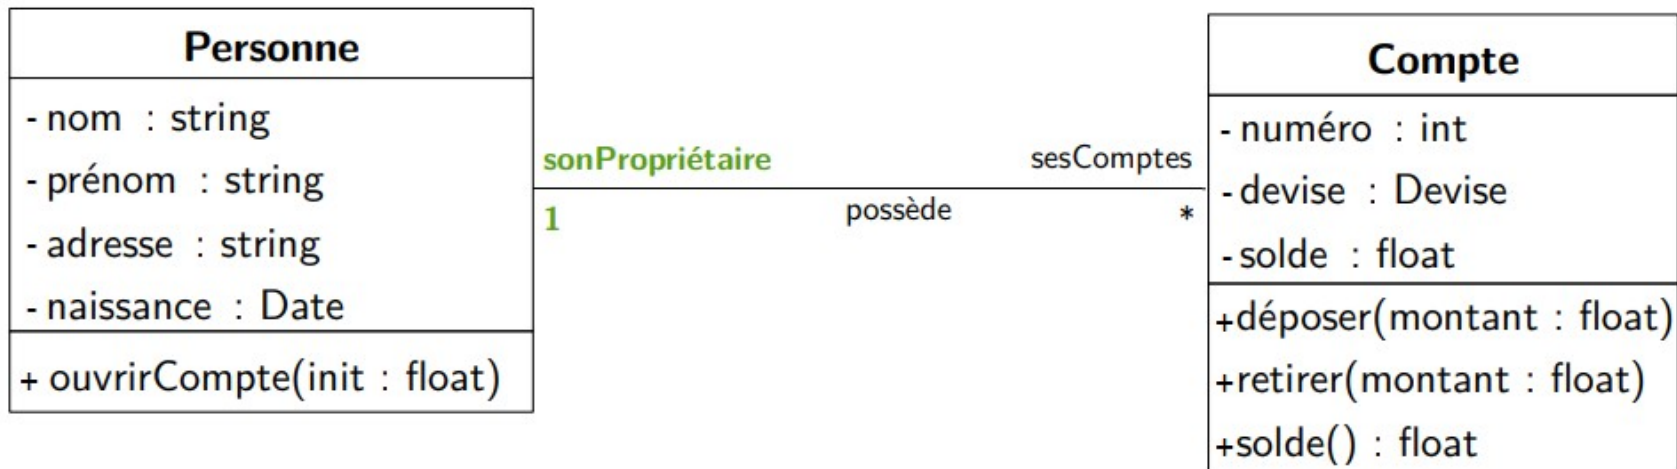 Personne
- nom : string
- prénom : string
- adresse : string
- naissance : Date
+ ouvrirCompte(init : float)
sonPropriétaire
1
possède
sesComptes
*
Compte
- numéro : int
- devise : Devise
- solde : float
+déposer(montant : float)
+retirer(montant : float)
+solde() : float